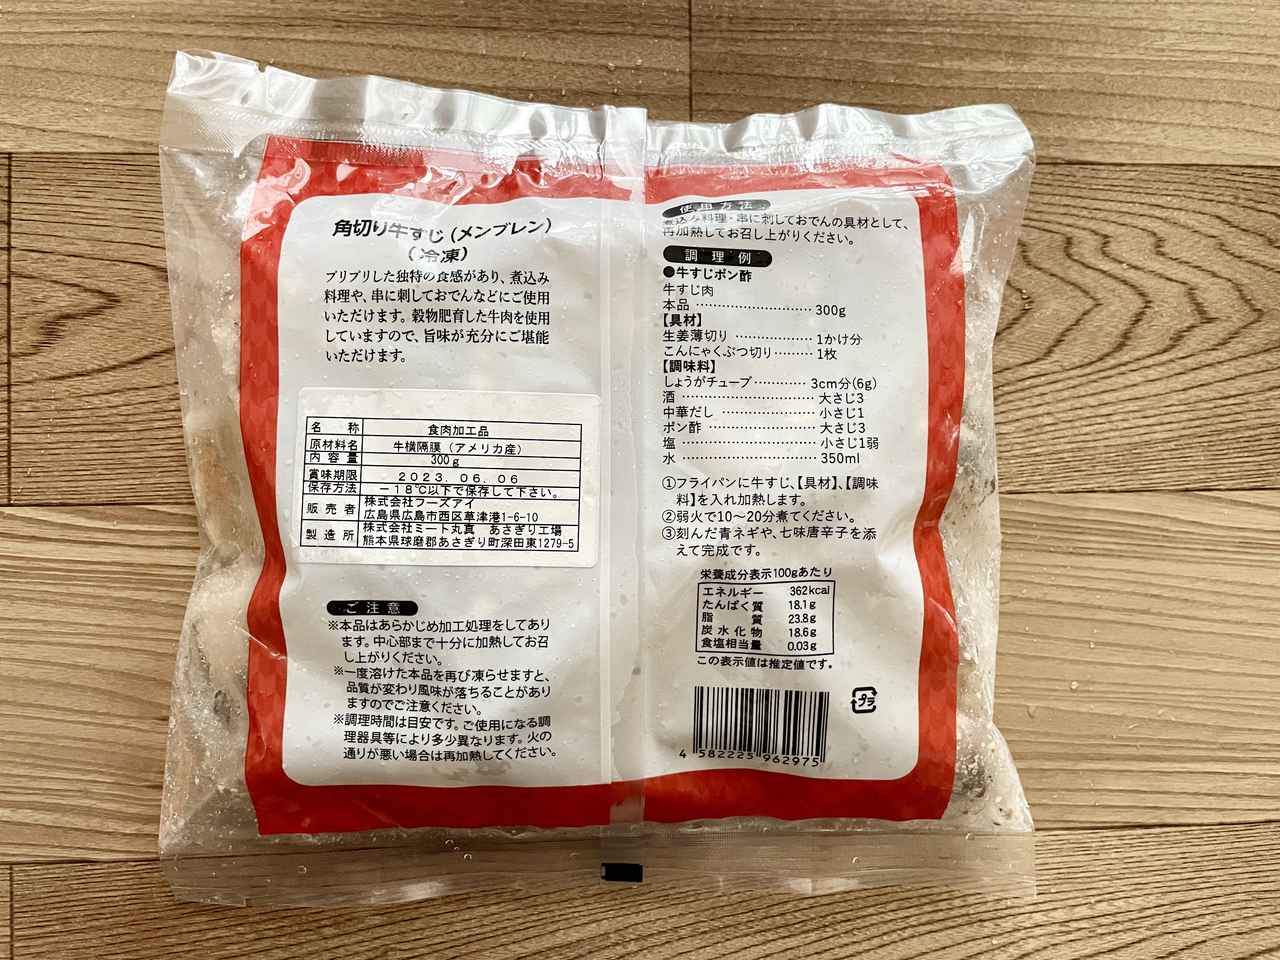 角切り牛すじ(メンブレン)
(冷凍)
プリプリした独特の食感があり、煮込み
料理や、串に刺しておでんなどにご使用
いただけます。穀物肥育した牛肉を使用
していますので、旨味が充分にご堪能
いただけます。
名 称 食肉加工品
原材料名 牛横隔膜(アメリカ産)
内容量 300g
賞味期限 2023.06.06
保存方法 -18℃以下で保存して下さい。
販売者 株式会社フーズアイ
広島県広島市西区草津港1-6-10
製造所 株式会社ミート丸真 あさぎり工場
熊本県球磨郡あさぎり町深田東1279-5
ご注意
※本品はあらかじめ加工処理をしてあり
ます。中心部まで十分に加熱してお召
し上がりください。
※一度溶けた本品を再び凍らせますと、
品質が変わり風味が落ちることがあり
ますのでご注意ください。
※調理時間は目安です。ご使用になる調
理器具等により多少異なります。火の
通りが悪い場合は再加熱してください。
使用方法
煮込み料理・串に刺しておでんの具材として、
再加熱してお召し上がりください。
調理例
●牛すじポン酢
牛すじ肉
本品 ……………………… 300g
【具材】
生姜薄切り ……………… 1かけ分
こんにゃくぶつ切り……… 1枚
【調味料】
しょうがチューブ………… 3cm分(6g)
酒 ………………………… 大さじ3
中華だし ………………… 小さじ1
ポン酢 …………………… 大さじ3
塩 ………………………… 小さじ1弱
水 ………………………… 350ml
①フライパンに牛すじ、【具材】、【調味
料】を入れ加熱します。
②弱火で10〜20分煮てください。
③刻んだ青ネギや、七味唐辛子を添
えて完成です。
栄養成分表示100gあたり
エネルギー 362kcal
たんぱく質 18.1g
脂質 23.8g
炭水化物 18.6g
食塩相当量 0.03g
この表示値は推定値です。
プラ
4 582225 962975